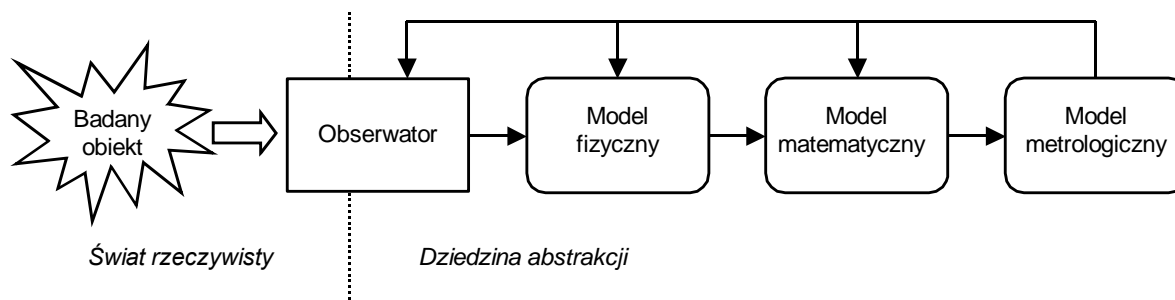 Badany
obiekt
Obserwator
Model
fizyczny
Model
matematyczny
Model
metrologiczny
Świat rzeczywisty
Dziedzina abstrakcji